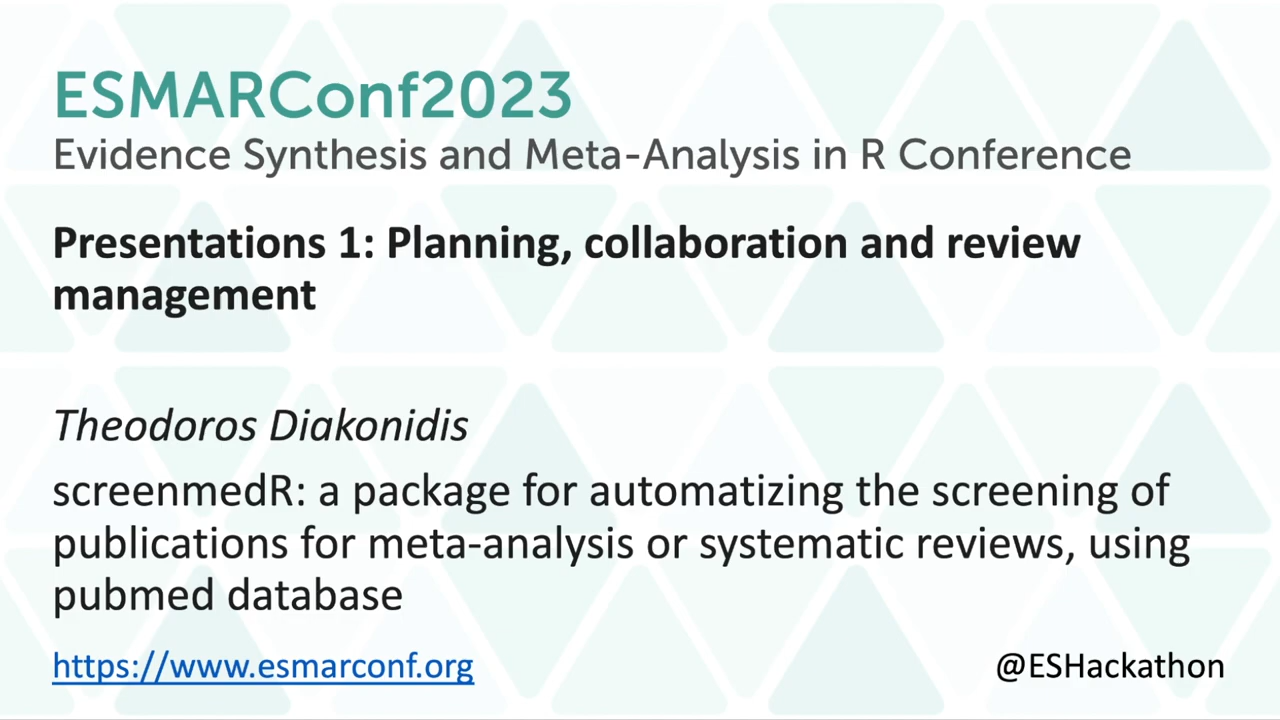 ESMARConf2023
Evidence Synthesis and Meta-Analysis in R Conference
Presentations 1: Planning, collaboration and review
management
Theodoros Diakonidis
screenmedR: a package for automatizing the screening of
publications for meta-analysis or systematic reviews, using
pubmed database
https://www.esmarconf.org
@ESHackathon